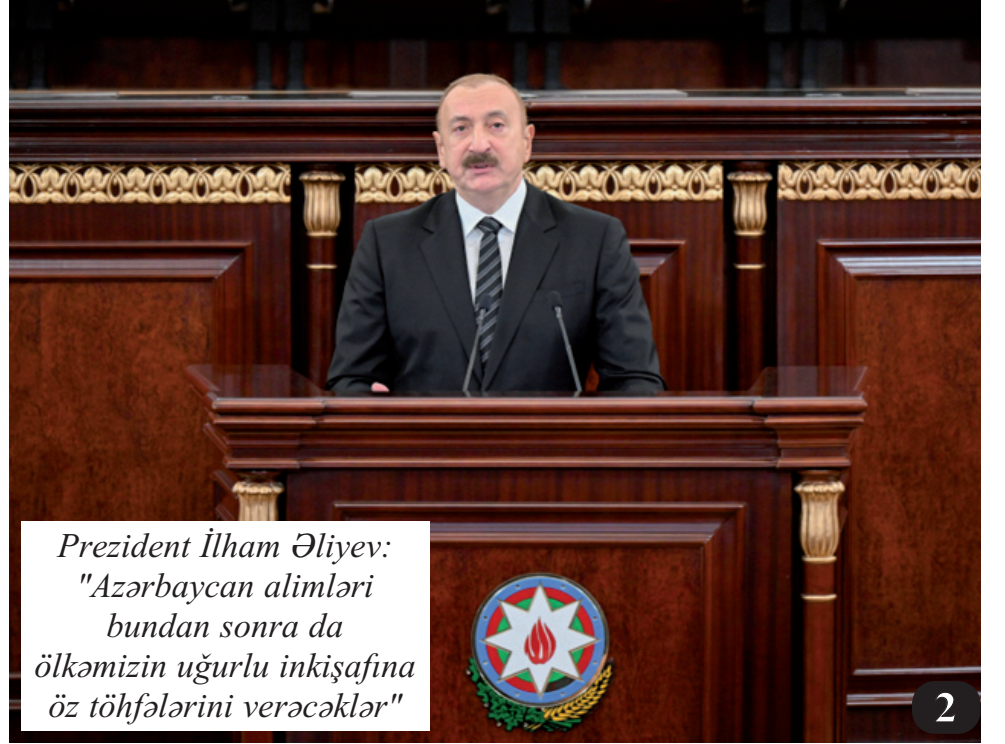 Prezident İlham Əliyev:
"Azərbaycan alimləri
bundan sonra da
ölkəmizin uğurlu inkişafına
öz töhfələrini verəcəklər"
2